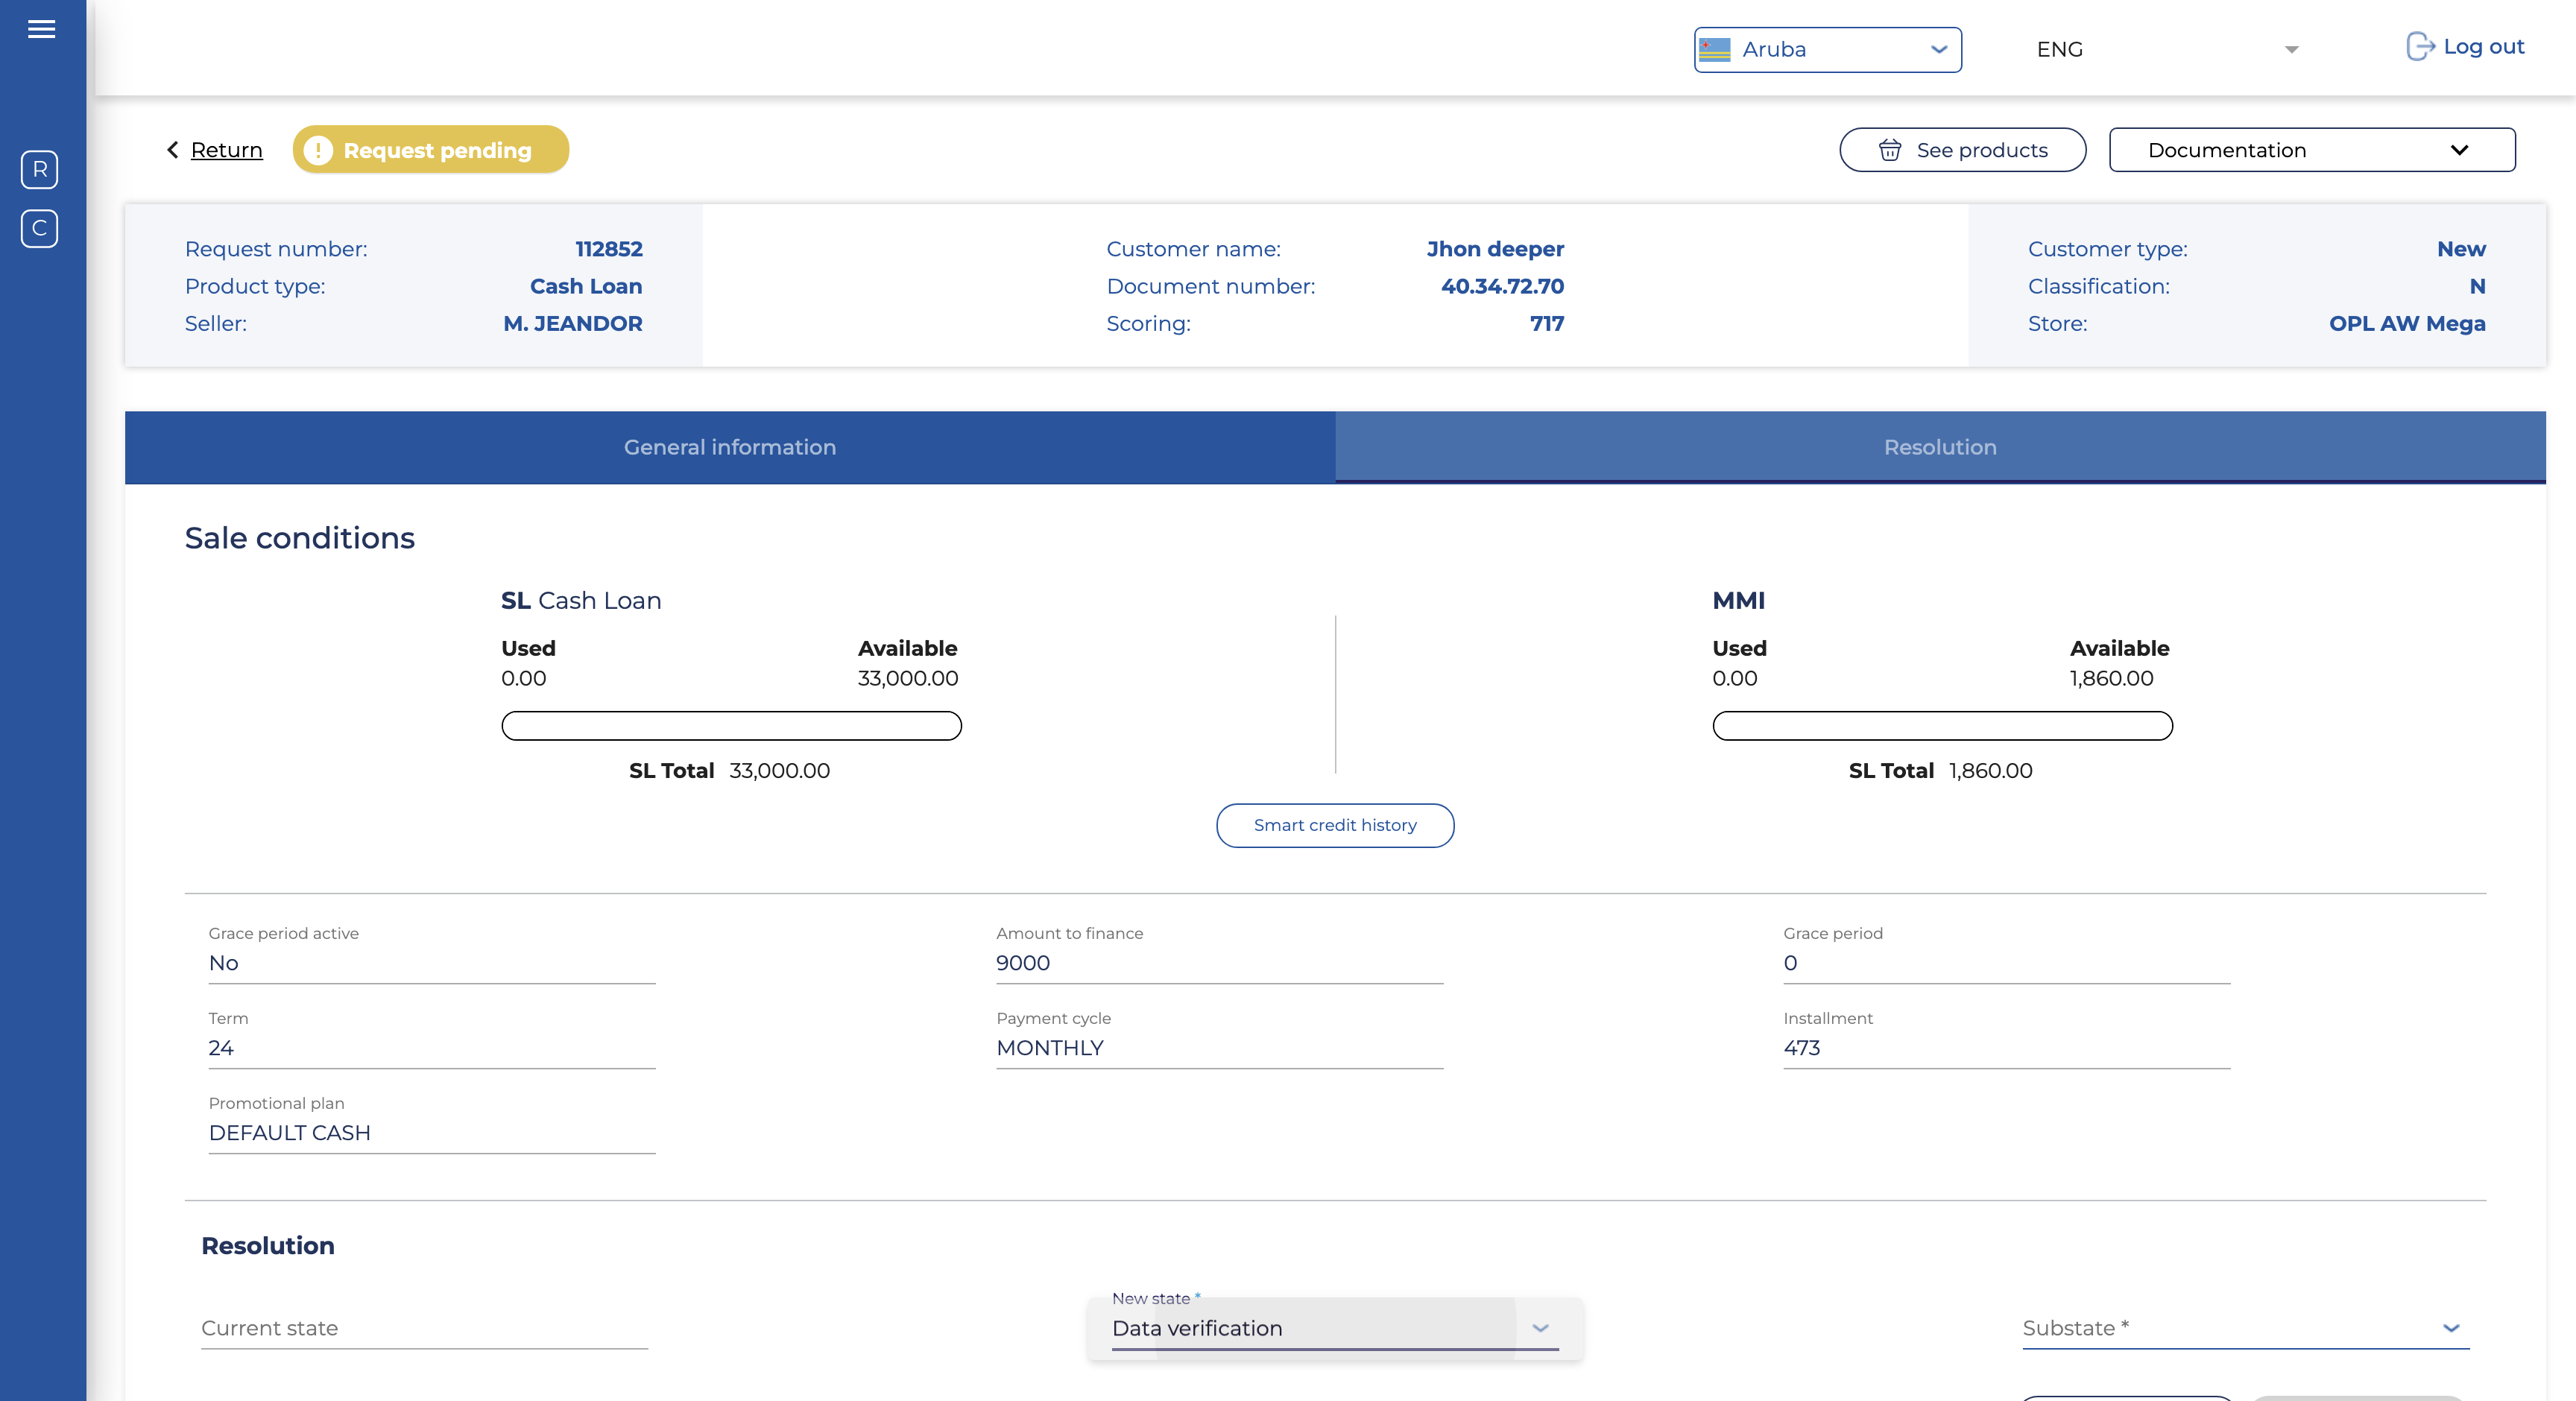 Aruba
ENG
Log out
R
C
Return
Request pending
See products
Documentation
Request number: 112852
Product type: Cash Loan
Seller: M. JEANDOR
Customer name: Jhon deeper
Document number: 40.34.72.70
Scoring: 717
Customer type: New
Classification: N
Store: OPL AW Mega
General information
Resolution
Sale conditions
SL Cash Loan
Used Available
0.00 33,000.00
SL Total 33,000.00
MMI
Used Available
0.00 1,860.00
SL Total 1,860.00
Smart credit history
Grace period active
No
Amount to finance
9000
Grace period
0
Term
24
Payment cycle
MONTHLY
Installment
473
Promotional plan
DEFAULT CASH
Resolution
Current state
New state *
Data verification
Substate *